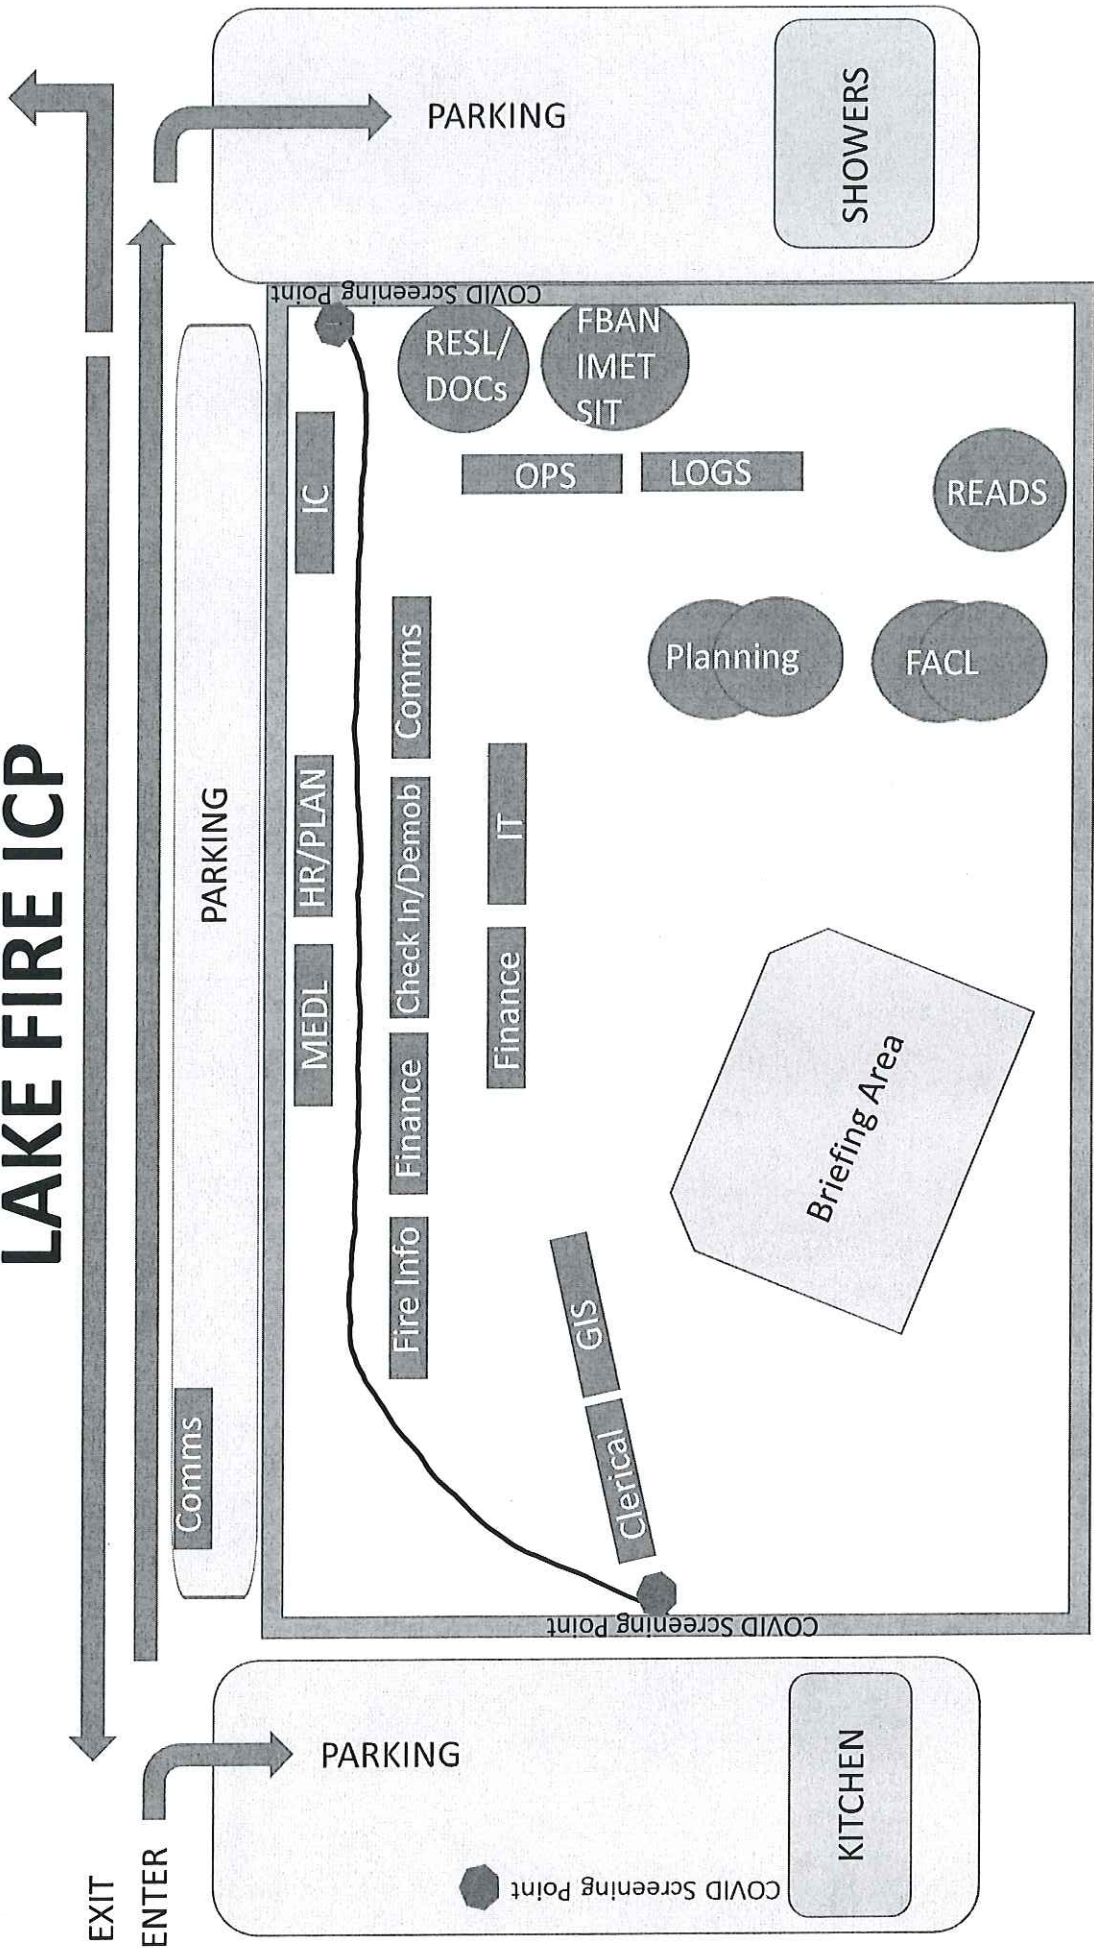 LAKE FIRE ICP
EXIT
ENTER
PARKING
COVID Screening Point
KITCHEN
Comms
PARKING
COVID Screening Point
MEDL
HR/PLAN
IC
Fire Info
Finance
Check In/Demob
Comms
Finance
IT
Clerical
GIS
Briefing Area
RESL/
DOCs
FBAN
IMET
SIT
OPS
LOGS
READS
Planning
FACL
COVID Screening Point
PARKING
SHOWERS